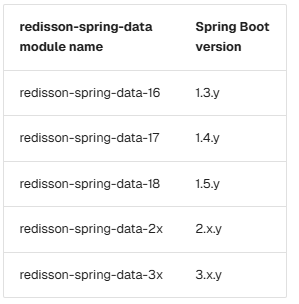 redisson-spring-data Spring Boot
module name version
redisson-spring-data-16 1.3.y
redisson-spring-data-17 1.4.y
redisson-spring-data-18 1.5.y
redisson-spring-data-2x 2.x.y
redisson-spring-data-3x 3.x.y